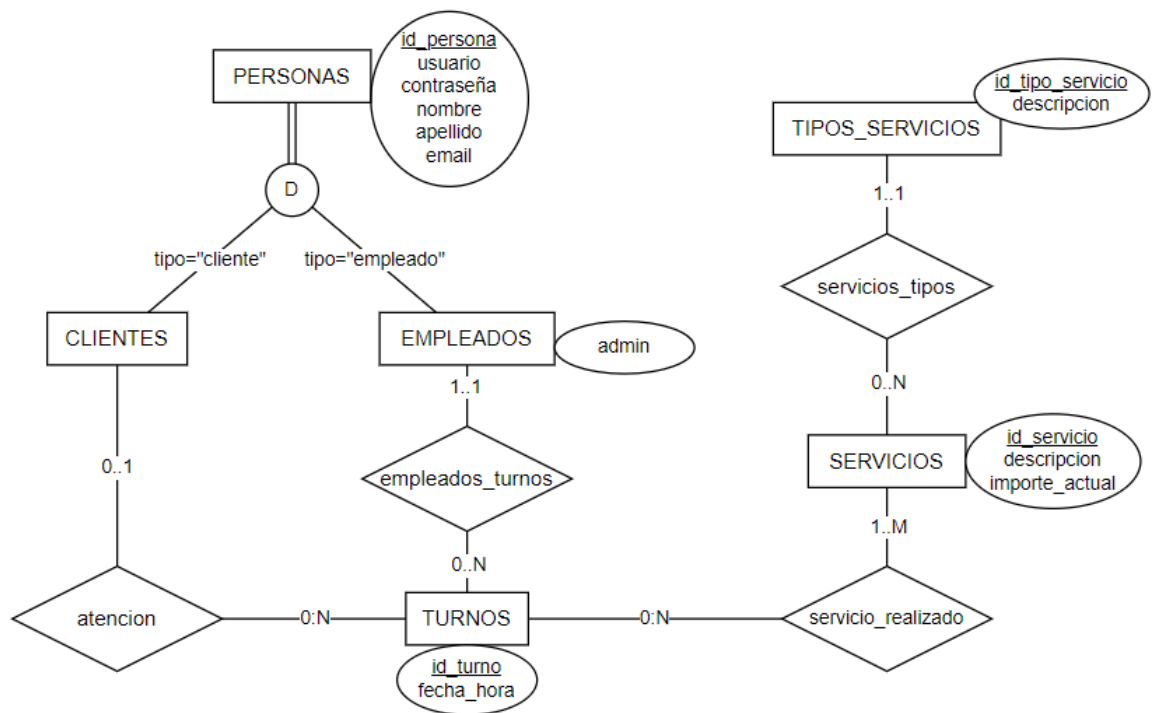 PERSONAS
id_persona
usuario
contraseña
nombre
apellido
email
id_tipo_servicio
descripcion
TIPOS_SERVICIOS
D
1..1
tipo="cliente"
tipo="empleado"
servicios_tipos
CLIENTES
EMPLEADOS
admin
1..1
0..N
0..1
empleados_turnos
SERVICIOS
id_servicio
descripcion
importe_actual
1..M
0..N
atencion
0:N
TURNOS
0:N
servicio_realizado
id_turno
fecha_hora